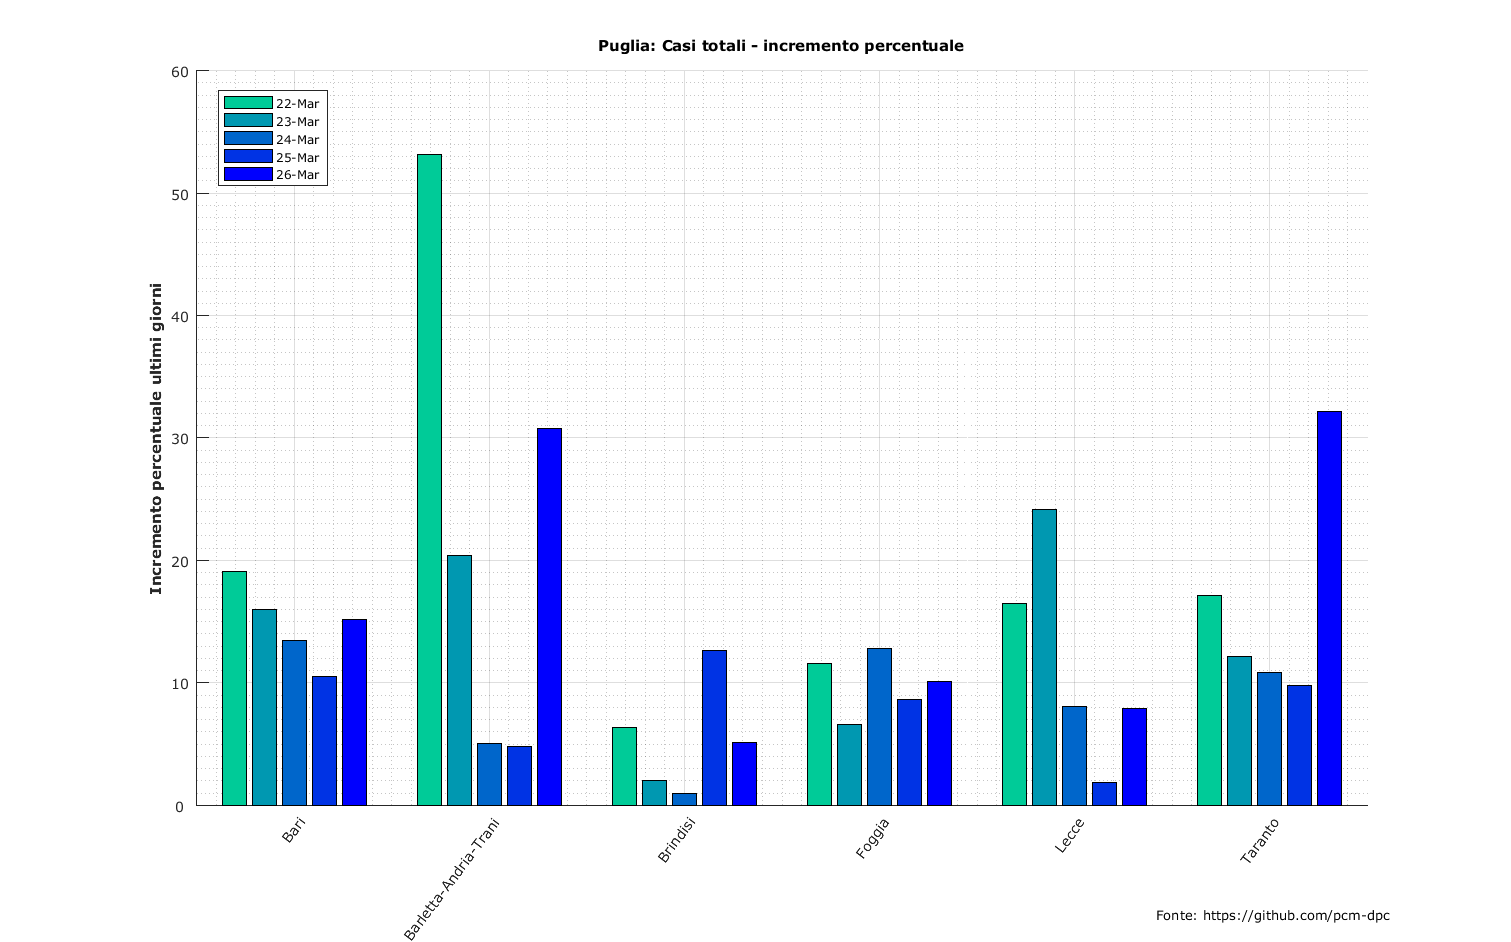 Puglia: Casi totali - incremento percentuale
60
50
40
30
20
10
0
Incremento percentuale ultimi giorni
22-Mar
23-Mar
24-Mar
25-Mar
26-Mar
Bari
Barletta-Andria-Trani
Brindisi
Foggia
Lecce
Taranto
Fonte: https://github.com/pcm-dpc